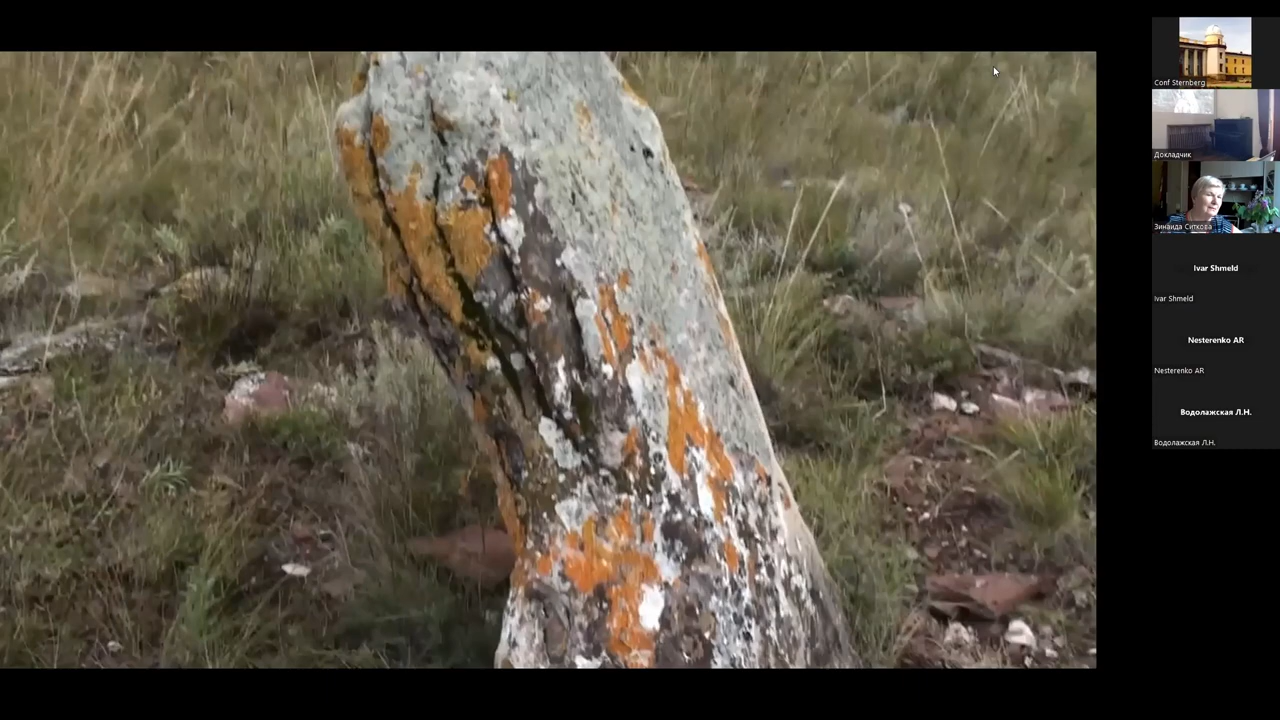 Conf Sternberg
Докладчик
Зинаида Ситкова
Ivar Shmeld
Ivar Shmeld
Nesterenko AR
Nesterenko AR
Водолажская Л.Н.
Водолажская Л.Н.